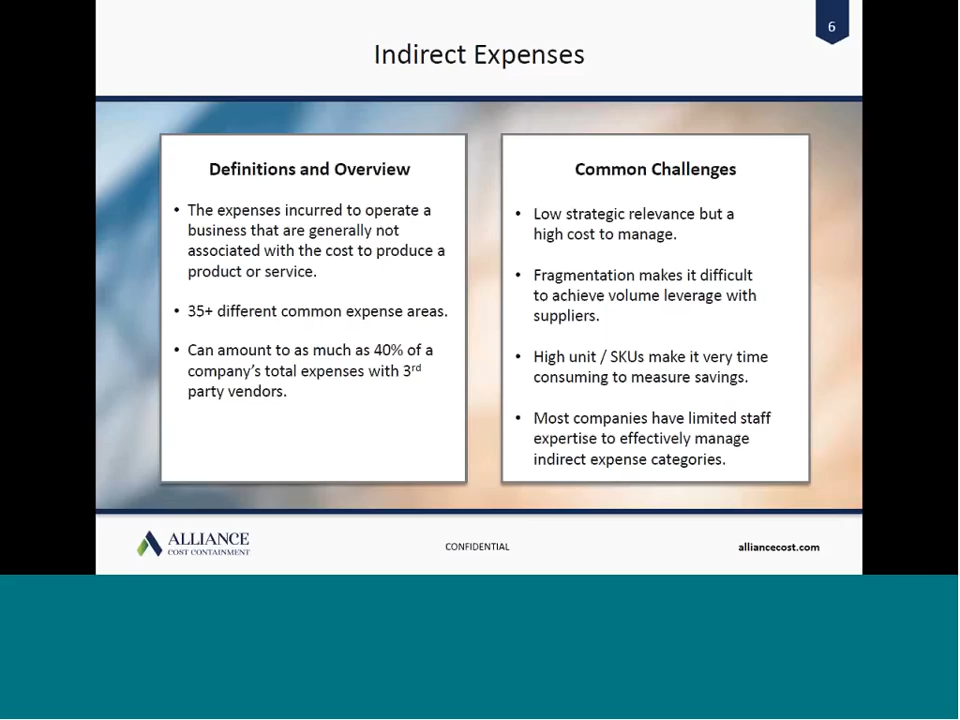 6
Indirect Expenses
Definitions and Overview
• The expenses incurred to operate a
business that are generally not
associated with the cost to produce a
product or service.
• 35+ different common expense areas.
• Can amount to as much as 40% of a
company's total expenses with 3rd
party vendors.
Common Challenges
• Low strategic relevance but a
high cost to manage.
• Fragmentation makes it difficult
to achieve volume leverage with
suppliers.
• High unit / SKUs make it very time
consuming to measure savings.
• Most companies have limited staff
expertise to effectively manage
indirect expense categories.
ALLIANCE
COST CONTAINMENT
CONFIDENTIAL
alliancecost.com